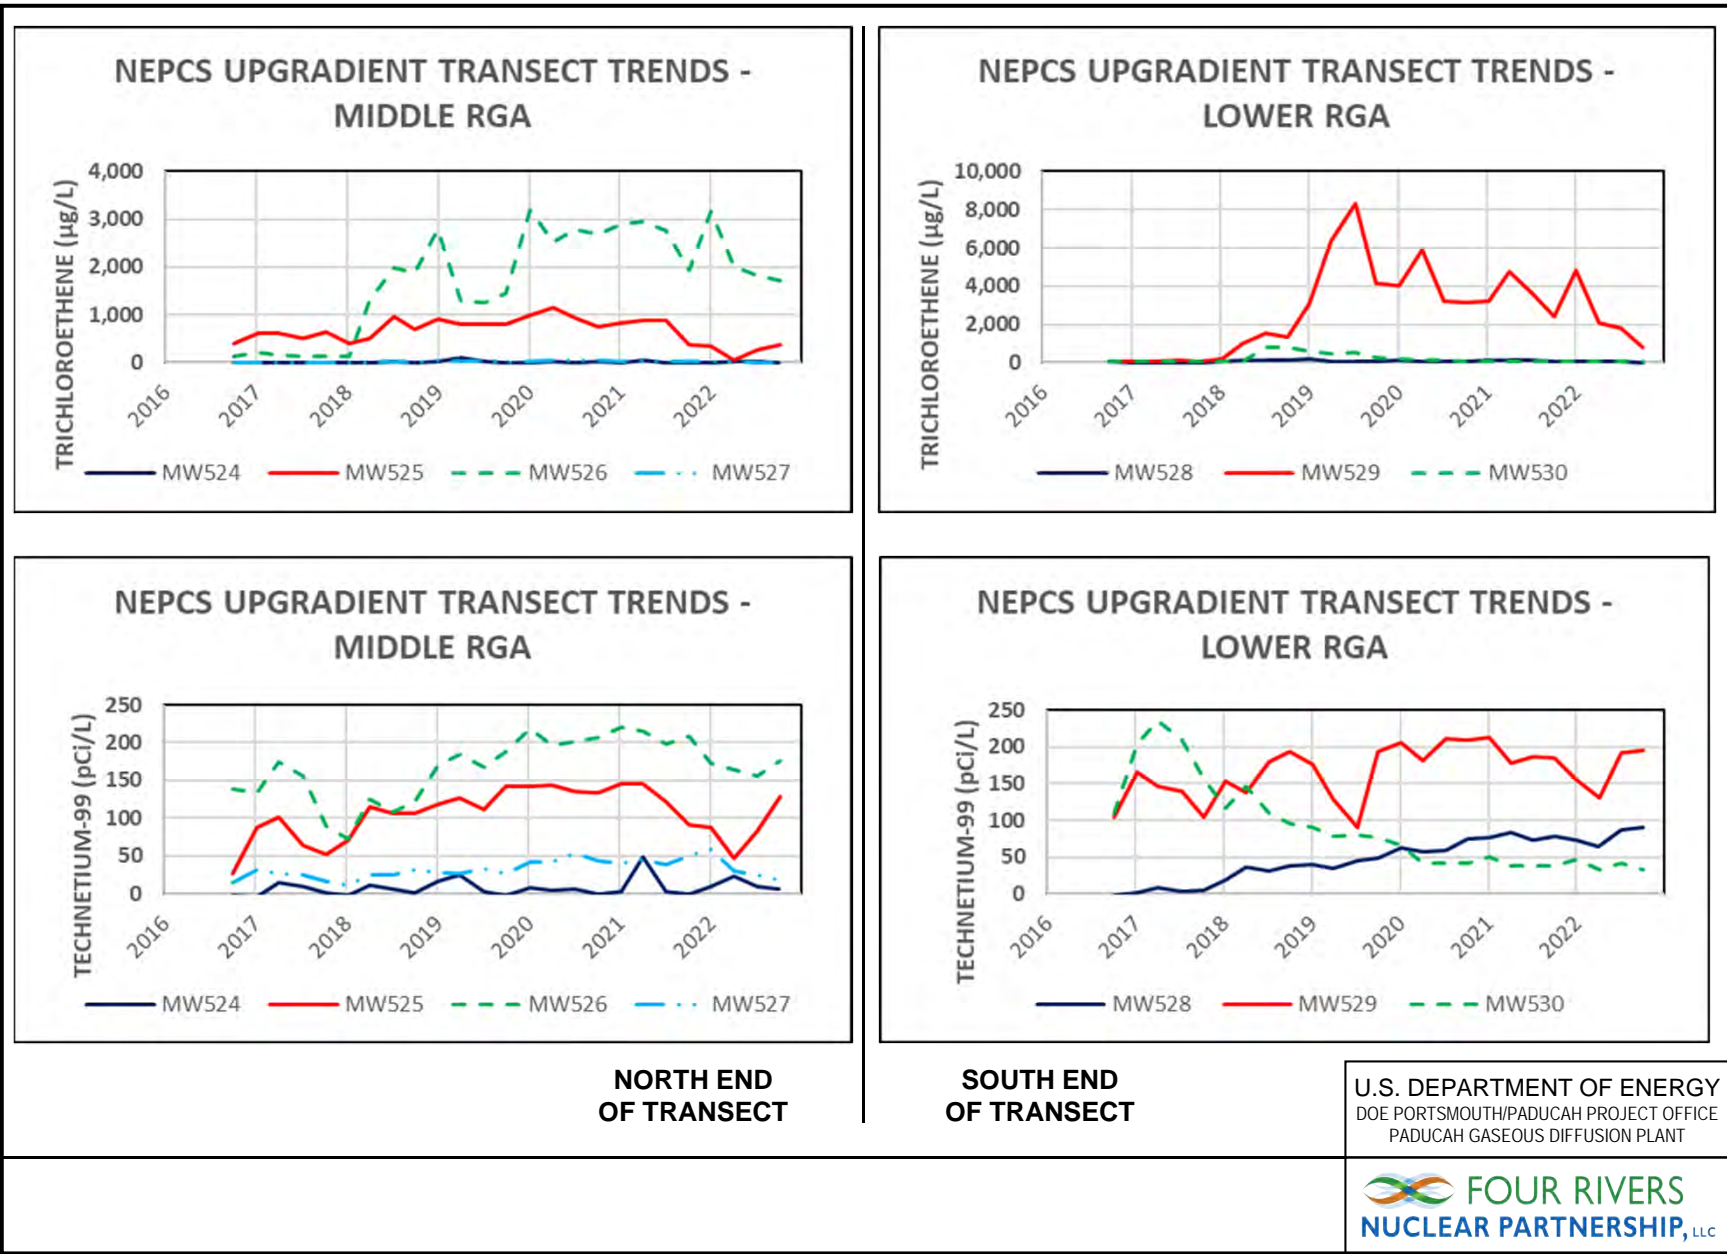 NEPCS UPGRADIENT TRANSECT TRENDS -
MIDDLE RGA
TRICHLOROETHENE (µg/L)
4,000
3,000
2,000
1,000
0
2016
2017
2018
2019
2020
2021
2022
MW524
MW525
MW526
MW527
NEPCS UPGRADIENT TRANSECT TRENDS -
LOWER RGA
TRICHLOROETHENE (µg/L)
10,000
8,000
6,000
4,000
2,000
0
2016
2017
2018
2019
2020
2021
2022
MW528
MW529
MW530
NEPCS UPGRADIENT TRANSECT TRENDS -
MIDDLE RGA
TECHNETIUM-99 (pCi/L)
250
200
150
100
50
0
2016
2017
2018
2019
2020
2021
2022
MW524
MW525
MW526
MW527
NEPCS UPGRADIENT TRANSECT TRENDS -
LOWER RGA
TECHNETIUM-99 (pCi/L)
250
200
150
100
50
0
2016
2017
2018
2019
2020
2021
2022
MW528
MW529
MW530
NORTH END
OF TRANSECT
SOUTH END
OF TRANSECT
U.S. DEPARTMENT OF ENERGY
DOE PORTSMOUTH/PADUCAH PROJECT OFFICE
PADUCAH GASEOUS DIFFUSION PLANT
FOUR RIVERS
NUCLEAR PARTNERSHIP, LLC